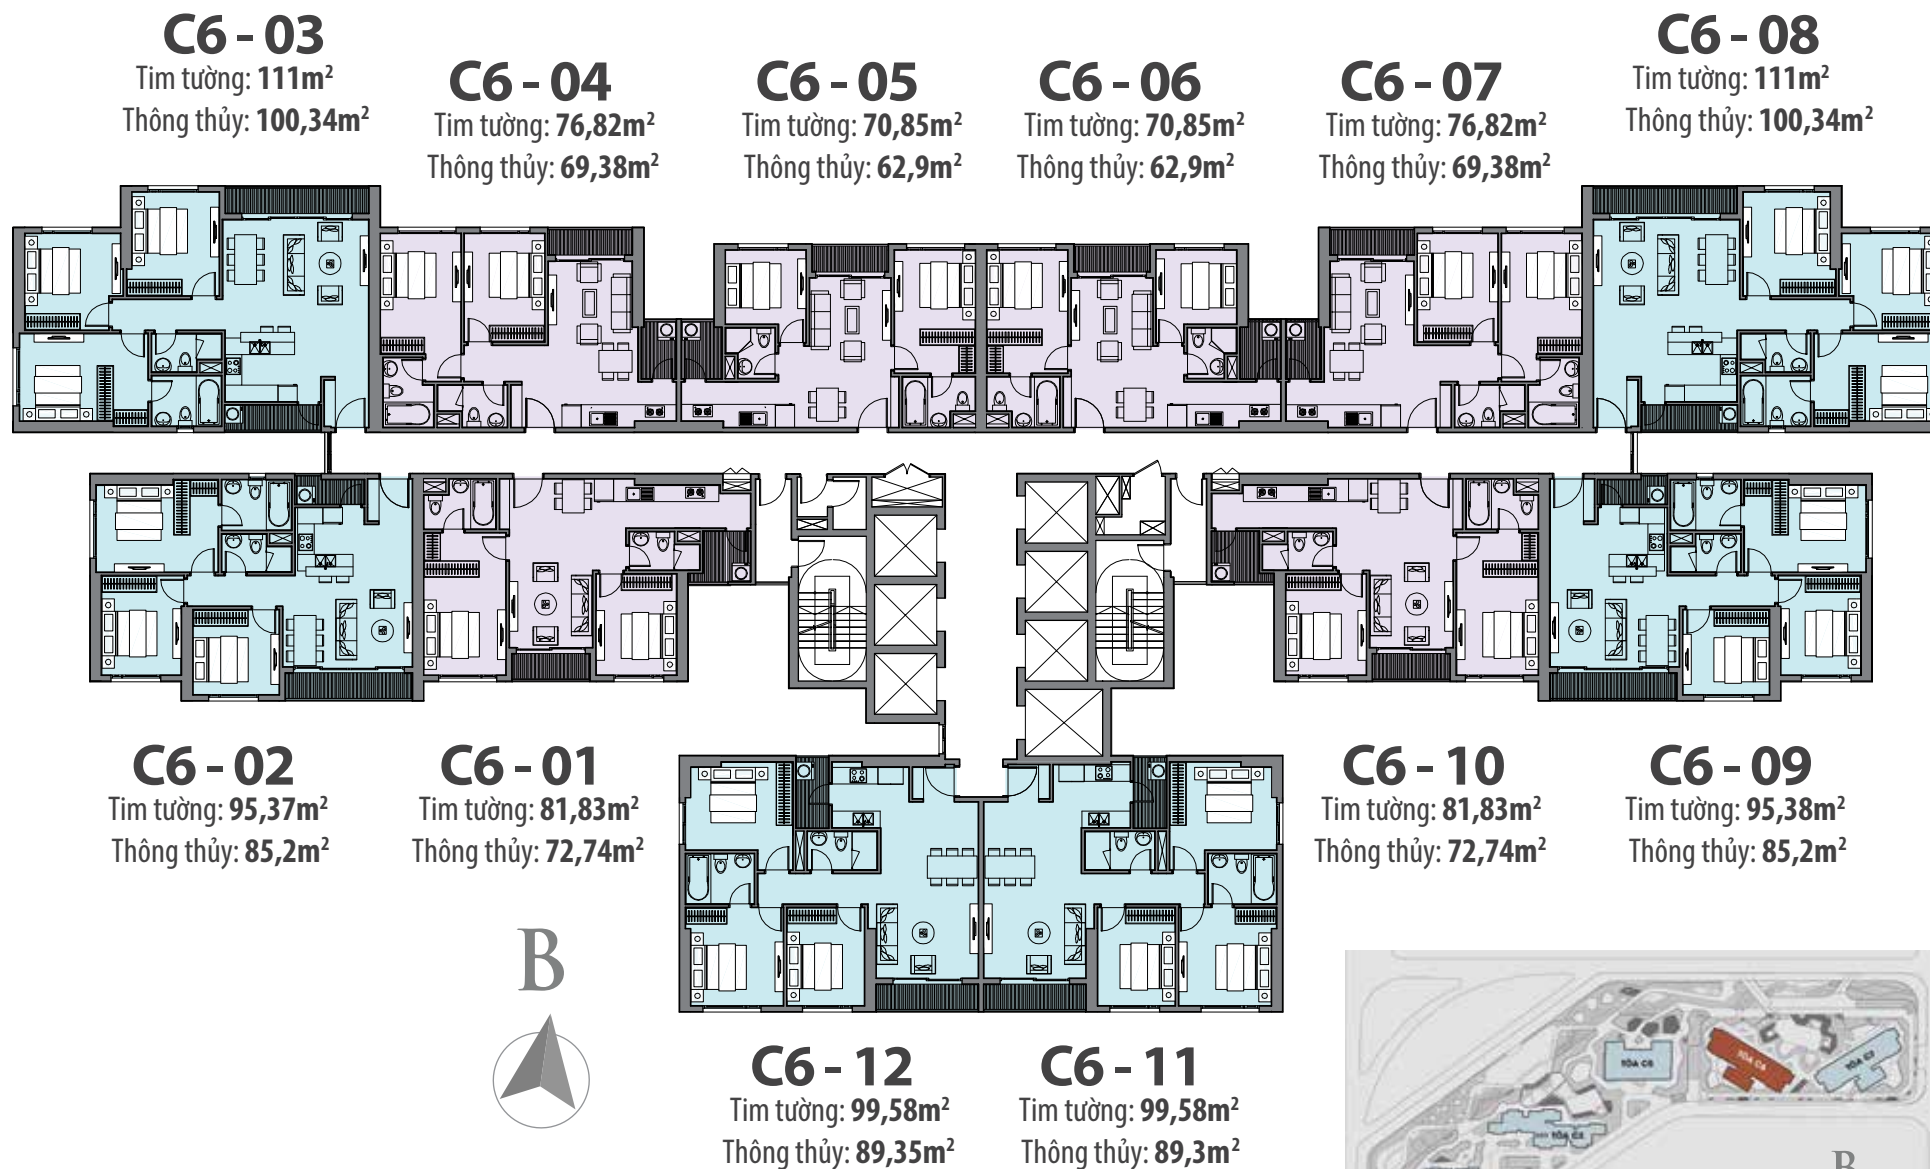 C6 - 03
Tim tường: 111m²
Thông thủy: 100,34m²
C6 - 04
Tim tường: 76,82m²
Thông thủy: 69,38m²
C6 - 05
Tim tường: 70,85m²
Thông thủy: 62,9m²
C6 - 06
Tim tường: 70,85m²
Thông thủy: 62,9m²
C6 - 07
Tim tường: 76,82m²
Thông thủy: 69,38m²
C6 - 08
Tim tường: 111m²
Thông thủy: 100,34m²
C6 - 02
Tim tường: 95,37m²
Thông thủy: 85,2m²
C6 - 01
Tim tường: 81,83m²
Thông thủy: 72,74m²
C6 - 10
Tim tường: 81,83m²
Thông thủy: 72,74m²
C6 - 09
Tim tường: 95,38m²
Thông thủy: 85,2m²
B
C6 - 12
Tim tường: 99,58m²
Thông thủy: 89,35m²
C6 - 11
Tim tường: 99,58m²
Thông thủy: 89,3m²
TÒA
TÒA
TÒA C7
TÒA
B